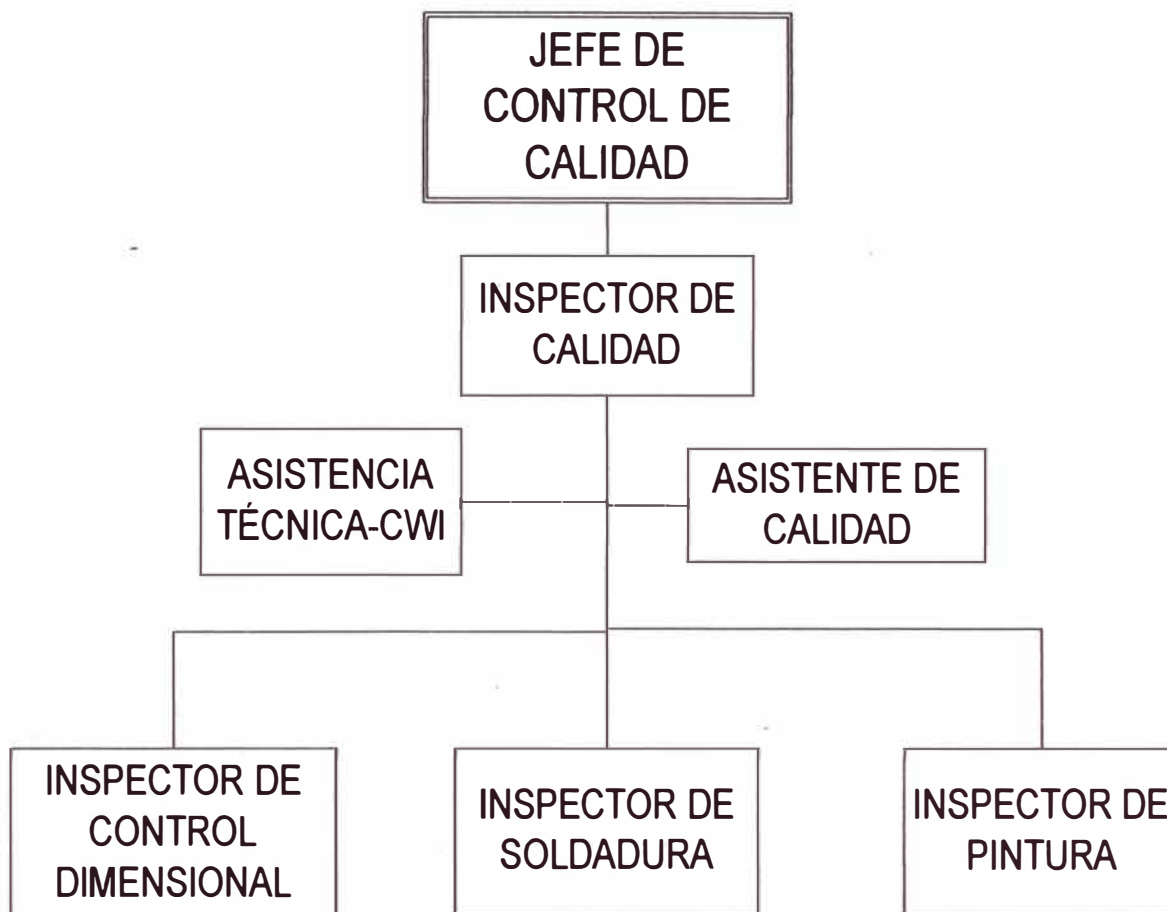 JEFE DE
CONTROL DE
CALIDAD
INSPECTOR DE
CALIDAD
ASISTENCIA
TÉCNICA-CWI
ASISTENTE DE
CALIDAD
INSPECTOR DE
CONTROL
DIMENSIONAL
INSPECTOR DE
SOLDADURA
INSPECTOR DE
PINTURA